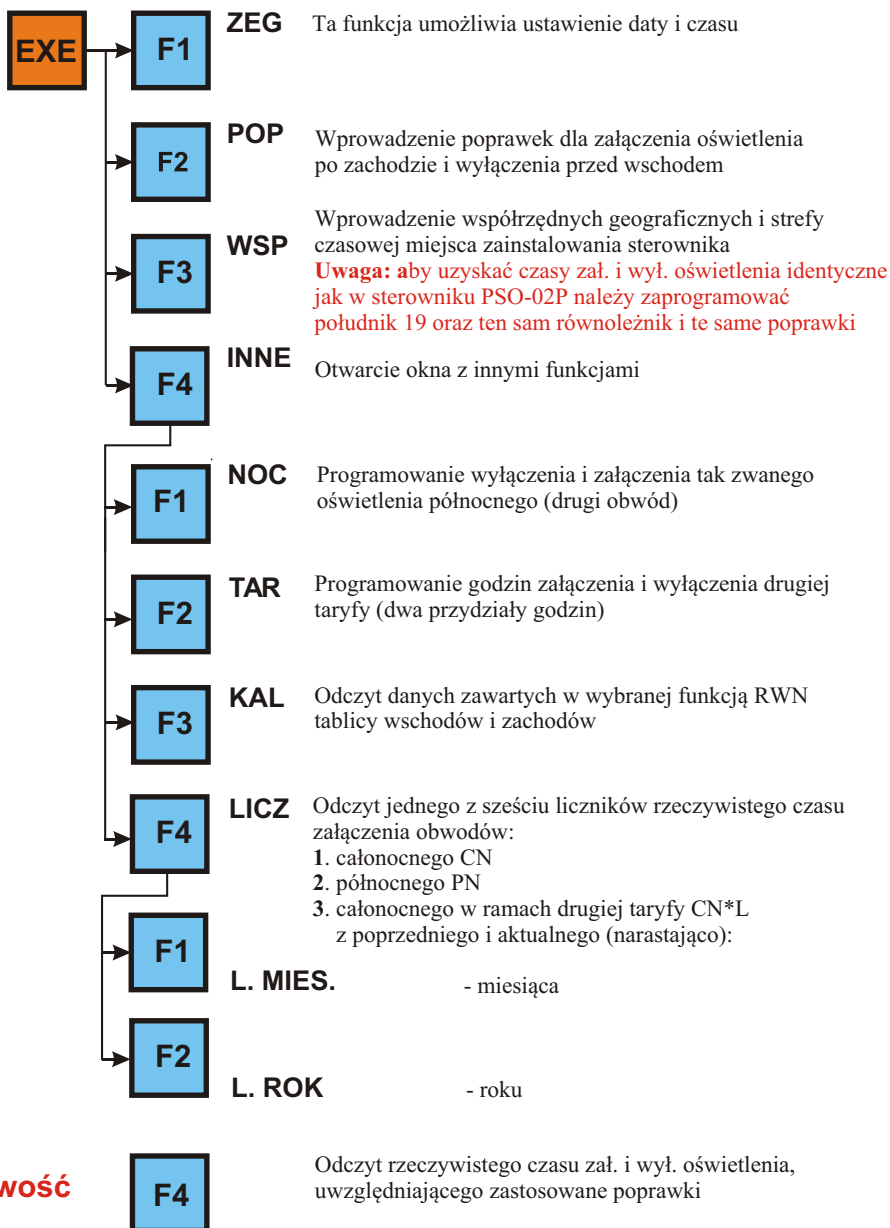 EXE
F1
ZEG
Ta funkcja umożliwia ustawienie daty i czasu
F2
POP
Wprowadzenie poprawek dla załączenia oświetlenia
po zachodzie i wyłączenia przed wschodem
F3
WSP
Wprowadzenie współrzędnych geograficznych i strefy
czasowej miejsca zainstalowania sterownika
Uwaga: aby uzyskać czasy zał. i wył. oświetlenia identyczne
jak w sterowniku PSO-02P należy zaprogramować
południk 19 oraz ten sam równoleżnik i te same poprawki
F4
INNE
Otwarcie okna z innymi funkcjami
F1
NOC
Programowanie wyłączenia i załączenia tak zwanego
oświetlenia północnego (drugi obwód)
F2
TAR
Programowanie godzin załączenia i wyłączenia drugiej
taryfy (dwa przydziały godzin)
F3
KAL
Odczyt danych zawartych w wybranej funkcją RWN
tablicy wschodów i zachodów
F4
LICZ
Odczyt jednego z sześciu liczników rzeczywistego czasu
załączenia obwodów:
1. całonocnego CN
2. północnego PN
3. całonocnego w ramach drugiej taryfy CN*L
z poprzedniego i aktualnego (narastająco):
F1
L. MIES.
- miesiąca
F2
L. ROK
- roku
wość
F4
Odczyt rzeczywistego czasu zał. i wył. oświetlenia,
uwzględniającego zastosowane poprawki